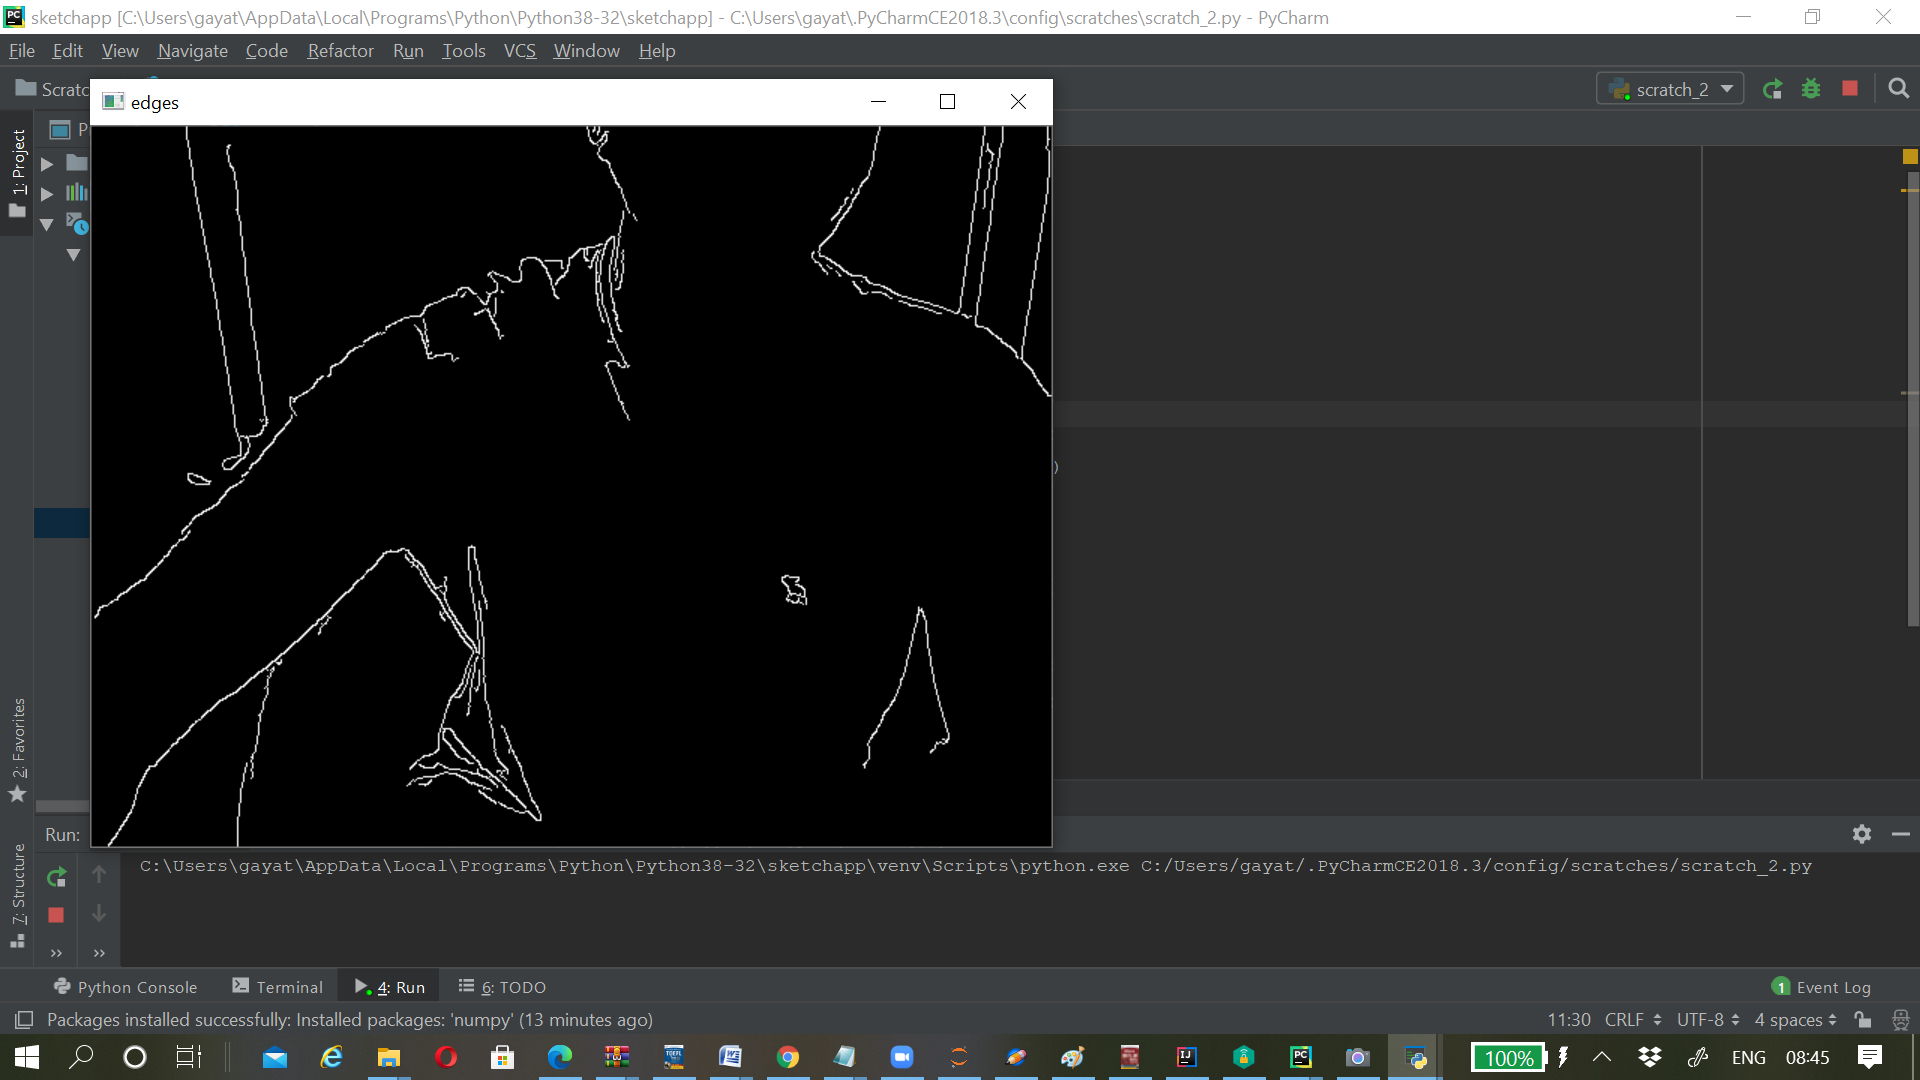 sketchapp [C:\Users\gayat\AppData\Local\Programs\Python\Python38-32\sketchapp] - C:\Users\gayat\.PyCharmCE2018.3\config\scratches\scratch_2.py - PyCharm
File Edit View Navigate Code Refactor Run Tools VCS Window Help
Scratc
scratch_2
edges
P
1: Project
)
2: Favorites
7: Structure
Run:
C:\Users\gayat\AppData\Local\Programs\Python\Python38-32\sketchapp\venv\Scripts\python.exe C:/Users/gayat/.PyCharmCE2018.3/config/scratches/scratch_2.py
Python Console Terminal 4: Run 6: TODO 1 Event Log
Packages installed successfully: Installed packages: 'numpy' (13 minutes ago) 11:30 CRLF UTF-8 4 spaces
100% ENG 08:45